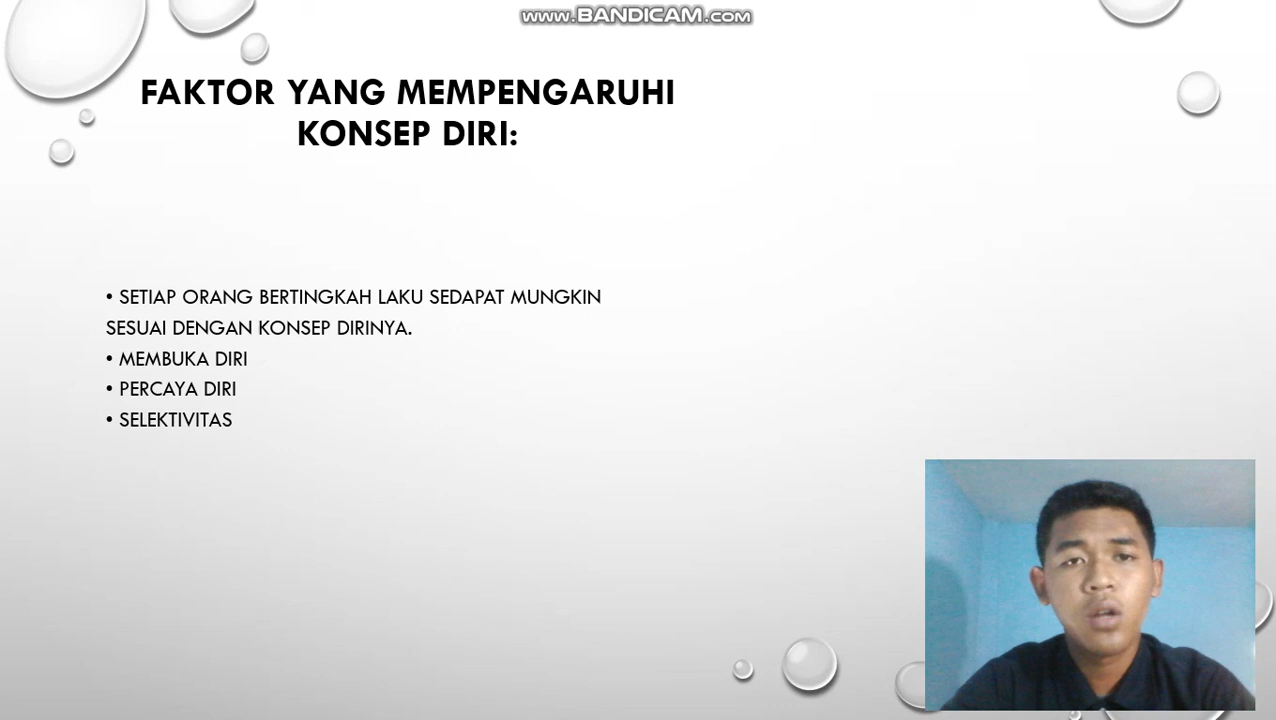 www.BANDICAM.com
FAKTOR YANG MEMPENGARUHI
KONSEP DIRI:
• SETIAP ORANG BERTINGKAH LAKU SEDAPAT MUNGKIN
SESUAI DENGAN KONSEP DIRINYA.
• MEMBUKA DIRI
• PERCAYA DIRI
• SELEKTIVITAS